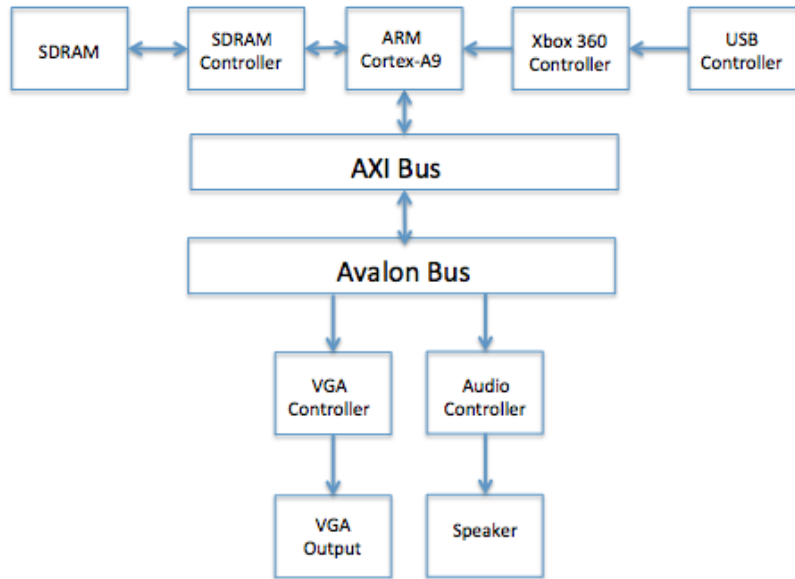 SDRAM
SDRAM
Controller
ARM
Cortex-A9
Xbox 360
Controller
USB
Controller
AXI Bus
Avalon Bus
VGA
Controller
Audio
Controller
VGA
Output
Speaker